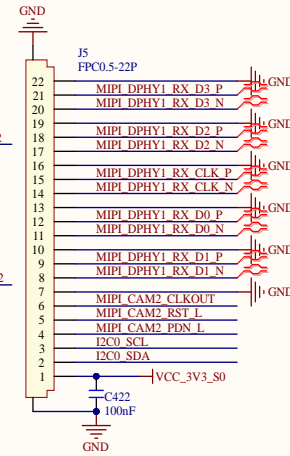 GND
J5
FPC0.5-22P
22
GND
21 MIPI_DPHY1_RX_D3_P
20 MIPI_DPHY1_RX_D3_N
19
GND
18 MIPI_DPHY1_RX_D2_P
17 MIPI_DPHY1_RX_D2_N
16
GND
15 MIPI_DPHY1_RX_CLK_P
14 MIPI_DPHY1_RX_CLK_N
13
GND
12 MIPI_DPHY1_RX_D0_P
11 MIPI_DPHY1_RX_D0_N
10
GND
9 MIPI_DPHY1_RX_D1_P
8 MIPI_DPHY1_RX_D1_N
7
GND
6 MIPI_CAM2_CLKOUT
5 MIPI_CAM2_RST_L
4 MIPI_CAM2_PDN_L
3 I2C0_SCL
2 I2C0_SDA
1
VCC_3V3_S0
C422
100nF
GND